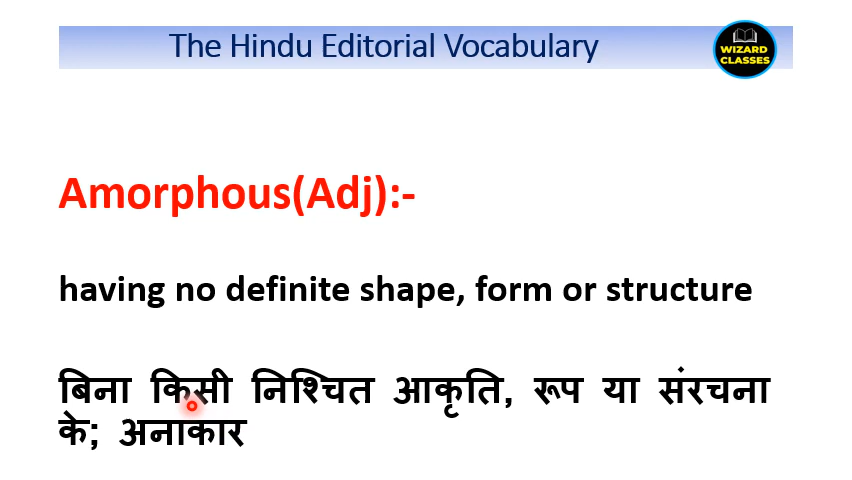 The Hindu Editorial Vocabulary
WIZARD
CLASSES
Amorphous(Adj):-
having no definite shape, form or structure
बिना किसी निश्चित आकृति, रूप या संरचना
के; अनाकार